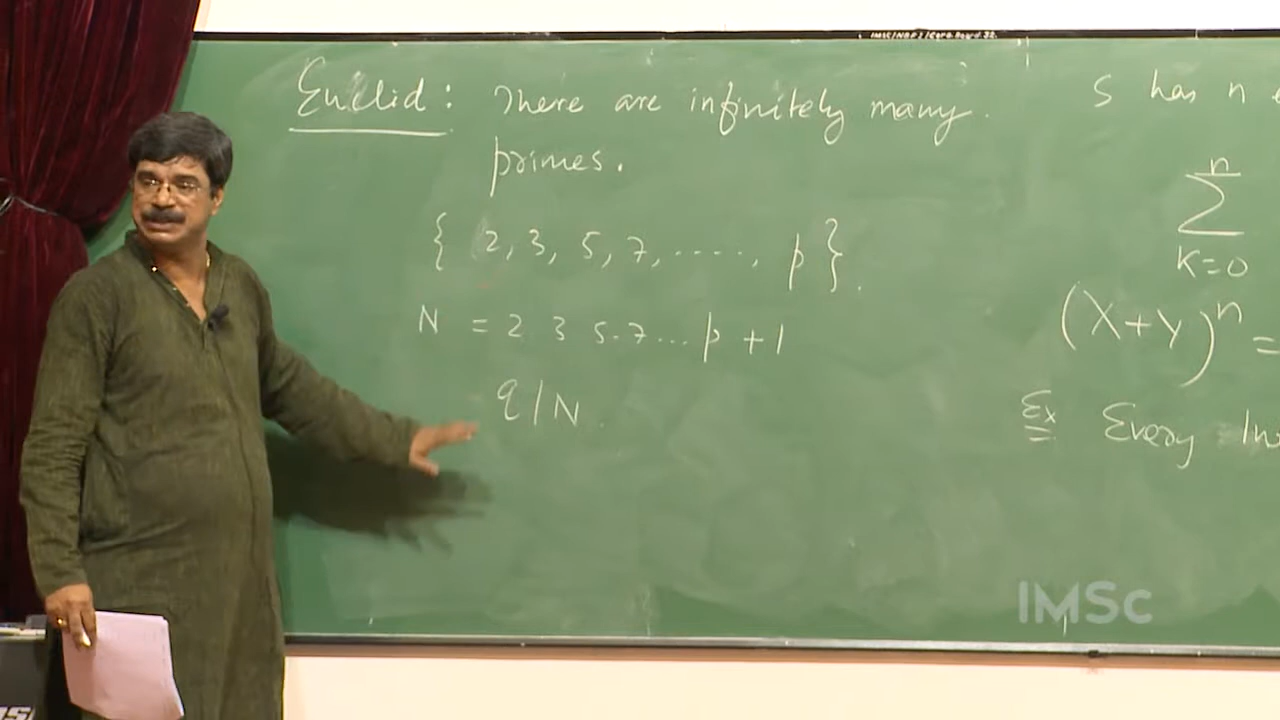 Euclid: There are infinitely many
primes.
{ 2, 3, 5, 7, ....., p}.
N = 2 3 5.7... p +1
q/N.
S has n
n
Σ
K=0
(X+Y)^n =
Ex Every
IMSc